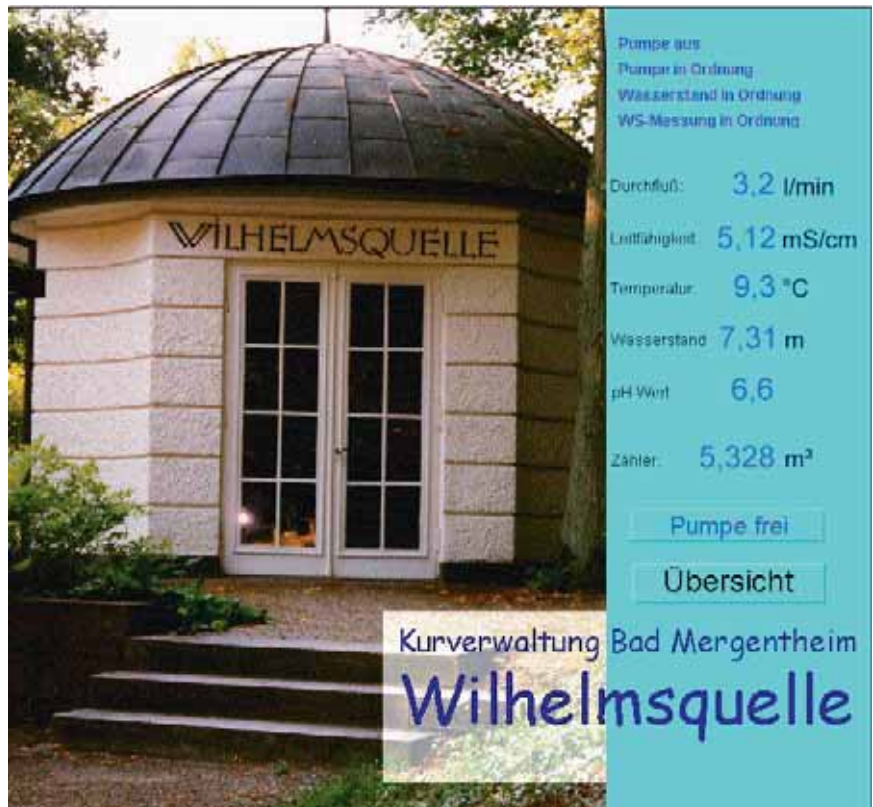 WILHELMSQUELLE
Pumpe aus
Pumpe in Ordnung
Wasserstand in Ordnung
WS-Messung in Ordnung
Durchfluß: 3,2 l/min
Leitfähigkeit: 5,12 mS/cm
Temperatur: 9,3 °C
Wasserstand 7,31 m
pH-Wert 6,6
Zähler: 5,328 m³
Pumpe frei
Übersicht
Kurverwaltung Bad Mergentheim
Wilhelmsquelle